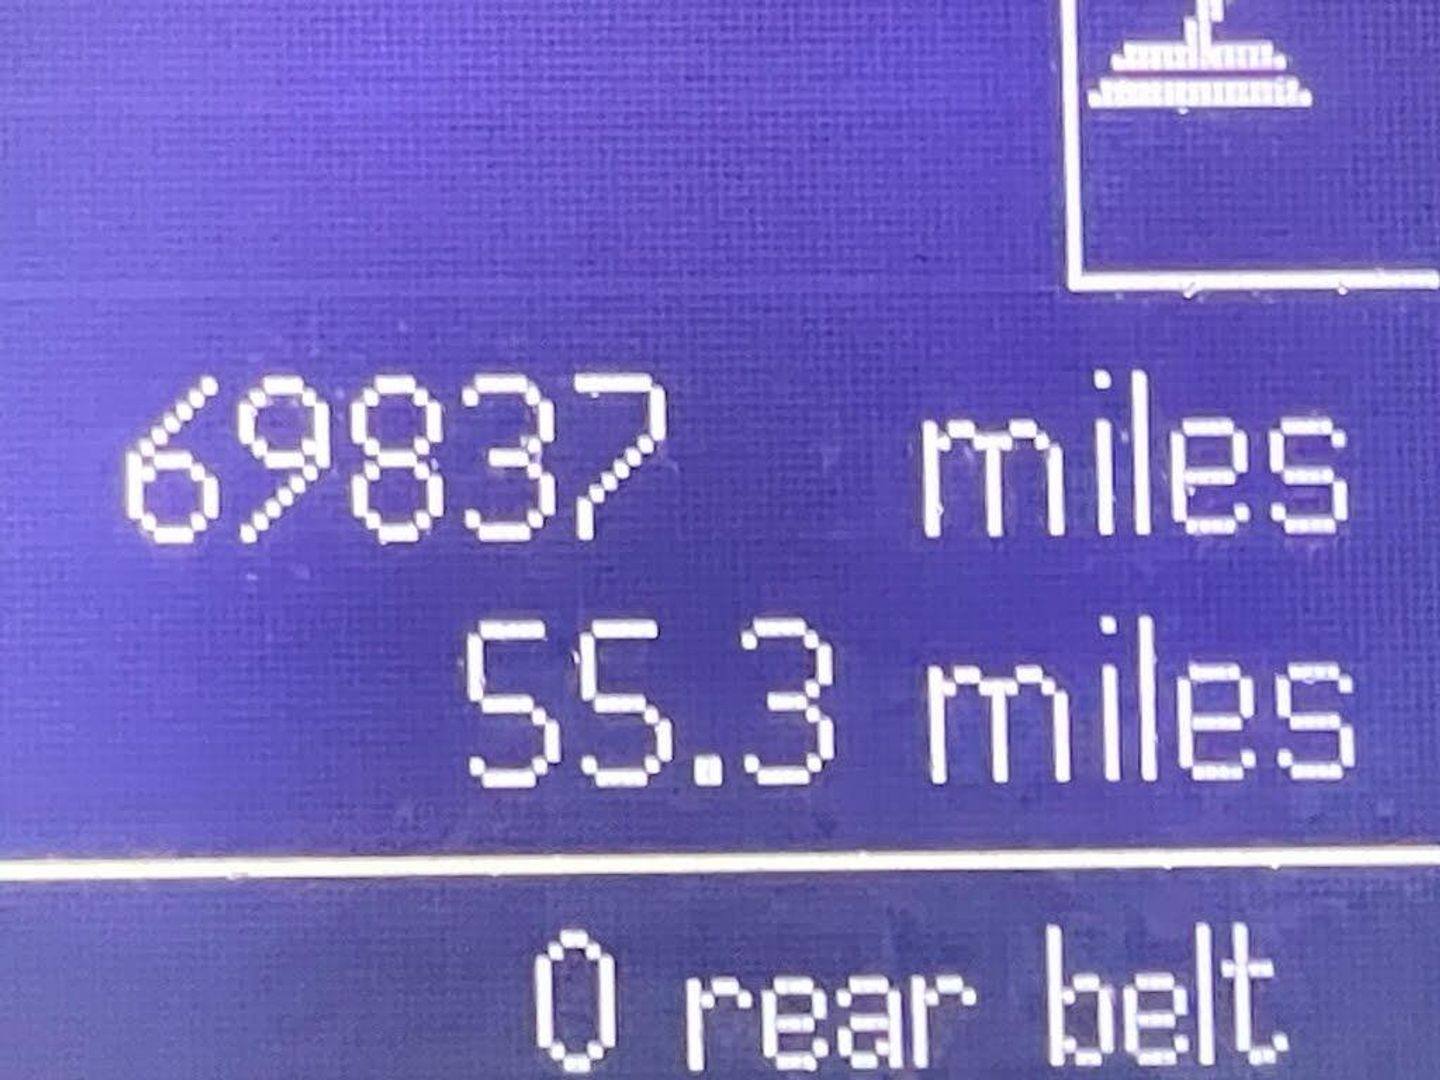 69837 miles
55.3 miles
0 rear belt